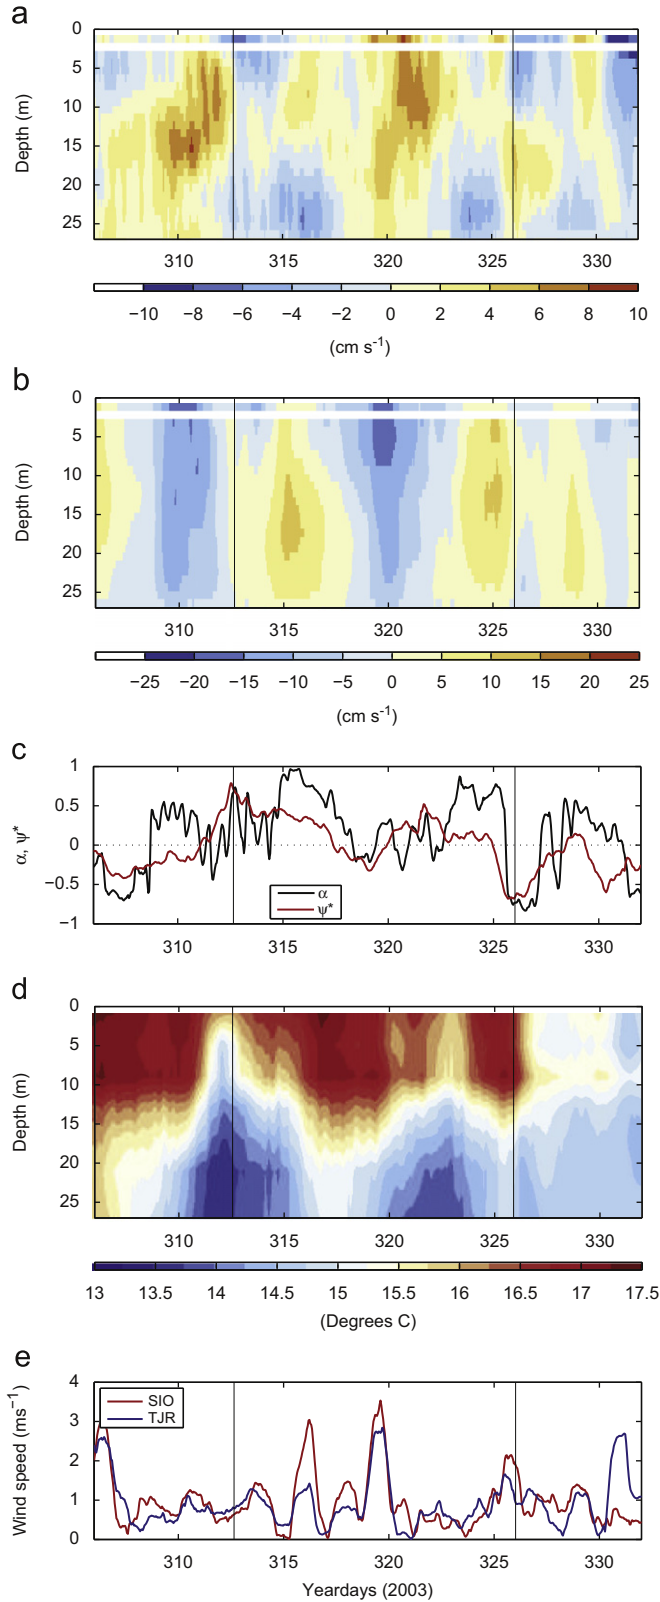 a
0
5
10
15
20
25
Depth (m)
310 315 320 325 330
−10 −8 −6 −4 −2 0 2 4 6 8 10
(cm s−1)
b
0
5
10
15
20
25
Depth (m)
310 315 320 325 330
−25 −20 −15 −10 −5 0 5 10 15 20 25
(cm s−1)
c
1
0.5
0
−0.5
−1
α, ψ*
α
ψ*
310 315 320 325 330
d
0
5
10
15
20
25
Depth (m)
310 315 320 325 330
13 13.5 14 14.5 15 15.5 16 16.5 17 17.5
(Degrees C)
e
4
3
2
1
0
Wind speed (ms−1)
SIO
TJR
310 315 320 325 330
Yeardays (2003)